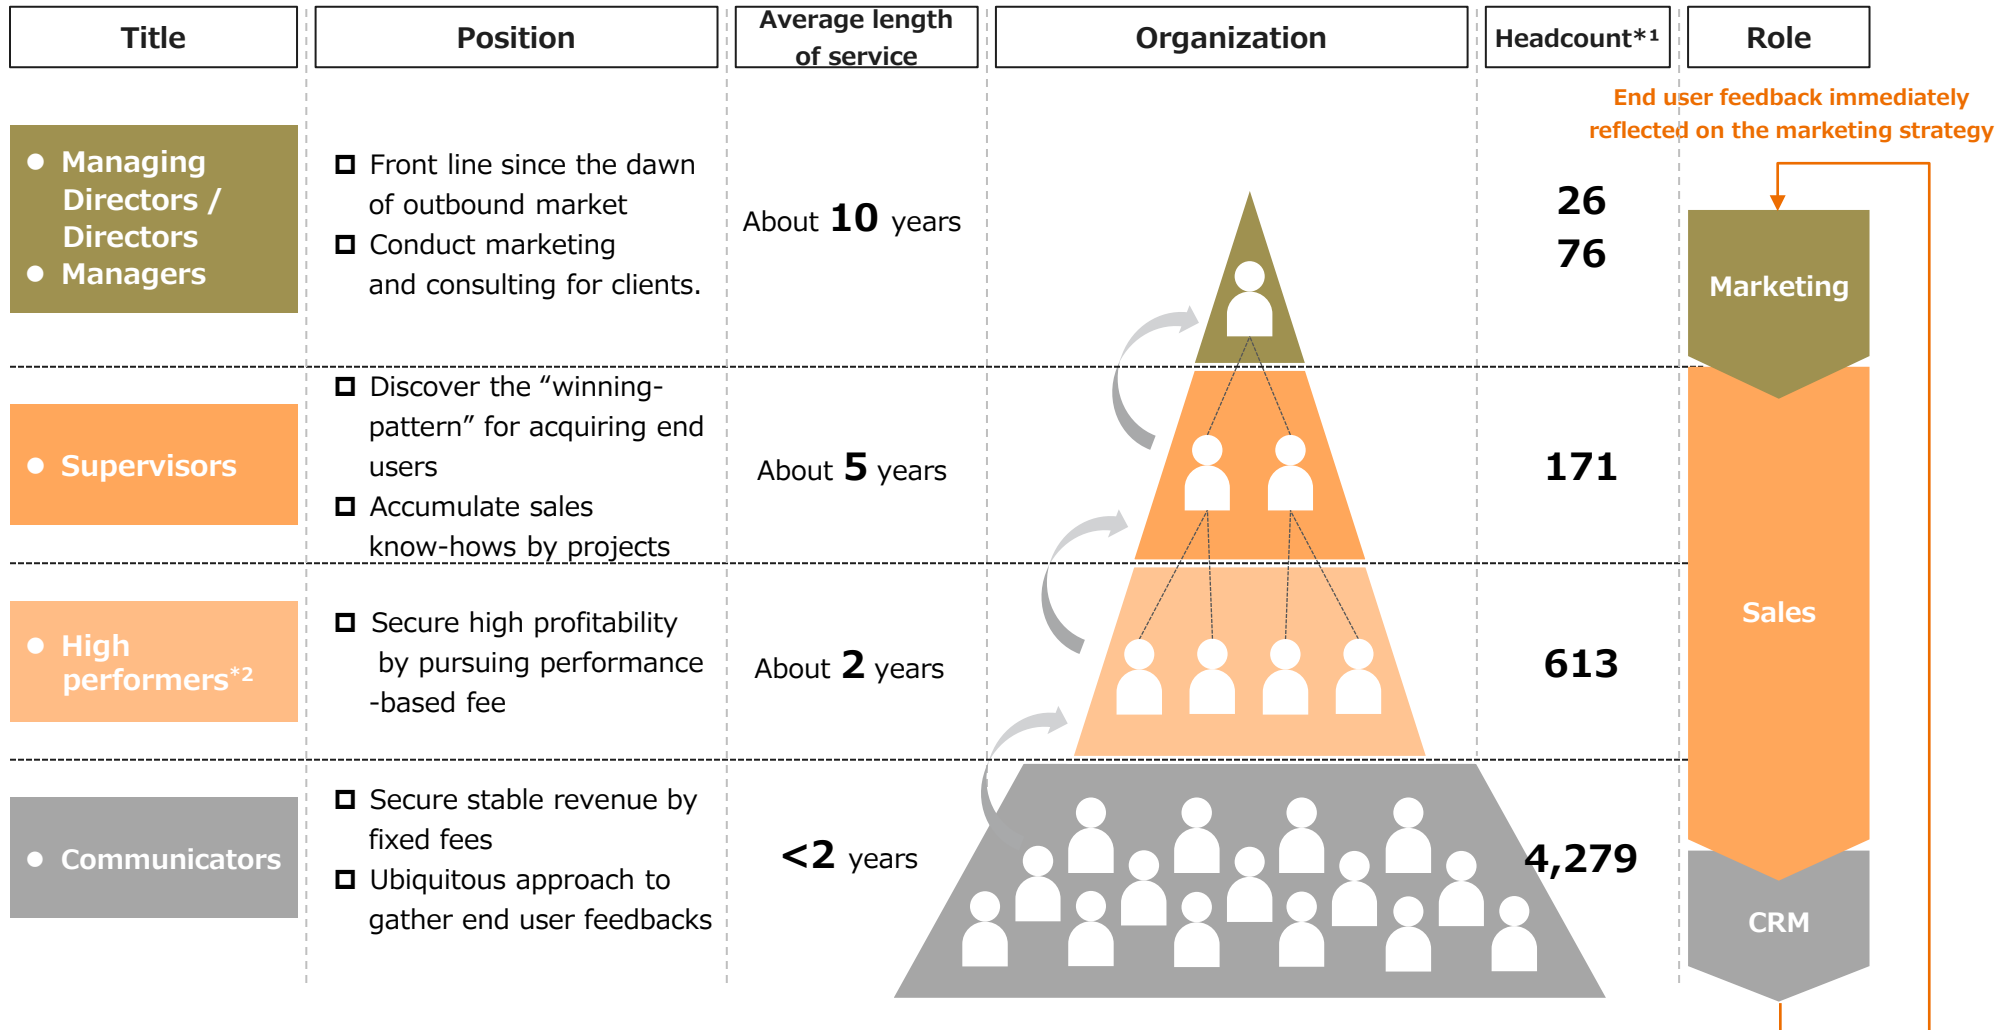 Title
Position
Average length
of service
Organization
Headcount*1
Role
End user feedback immediately
reflected on the marketing strategy
● Managing
Directors /
Directors
● Managers
Front line since the dawn
of outbound market
Conduct marketing
and consulting for clients.
About 10 years
26
76
Marketing
● Supervisors
Discover the “winning-
pattern” for acquiring end
users
Accumulate sales
know-hows by projects
About 5 years
171
Sales
● High
performers*2
Secure high profitability
by pursuing performance
-based fee
About 2 years
613
● Communicators
Secure stable revenue by
fixed fees
Ubiquitous approach to
gather end user feedbacks
<2 years
4,279
CRM